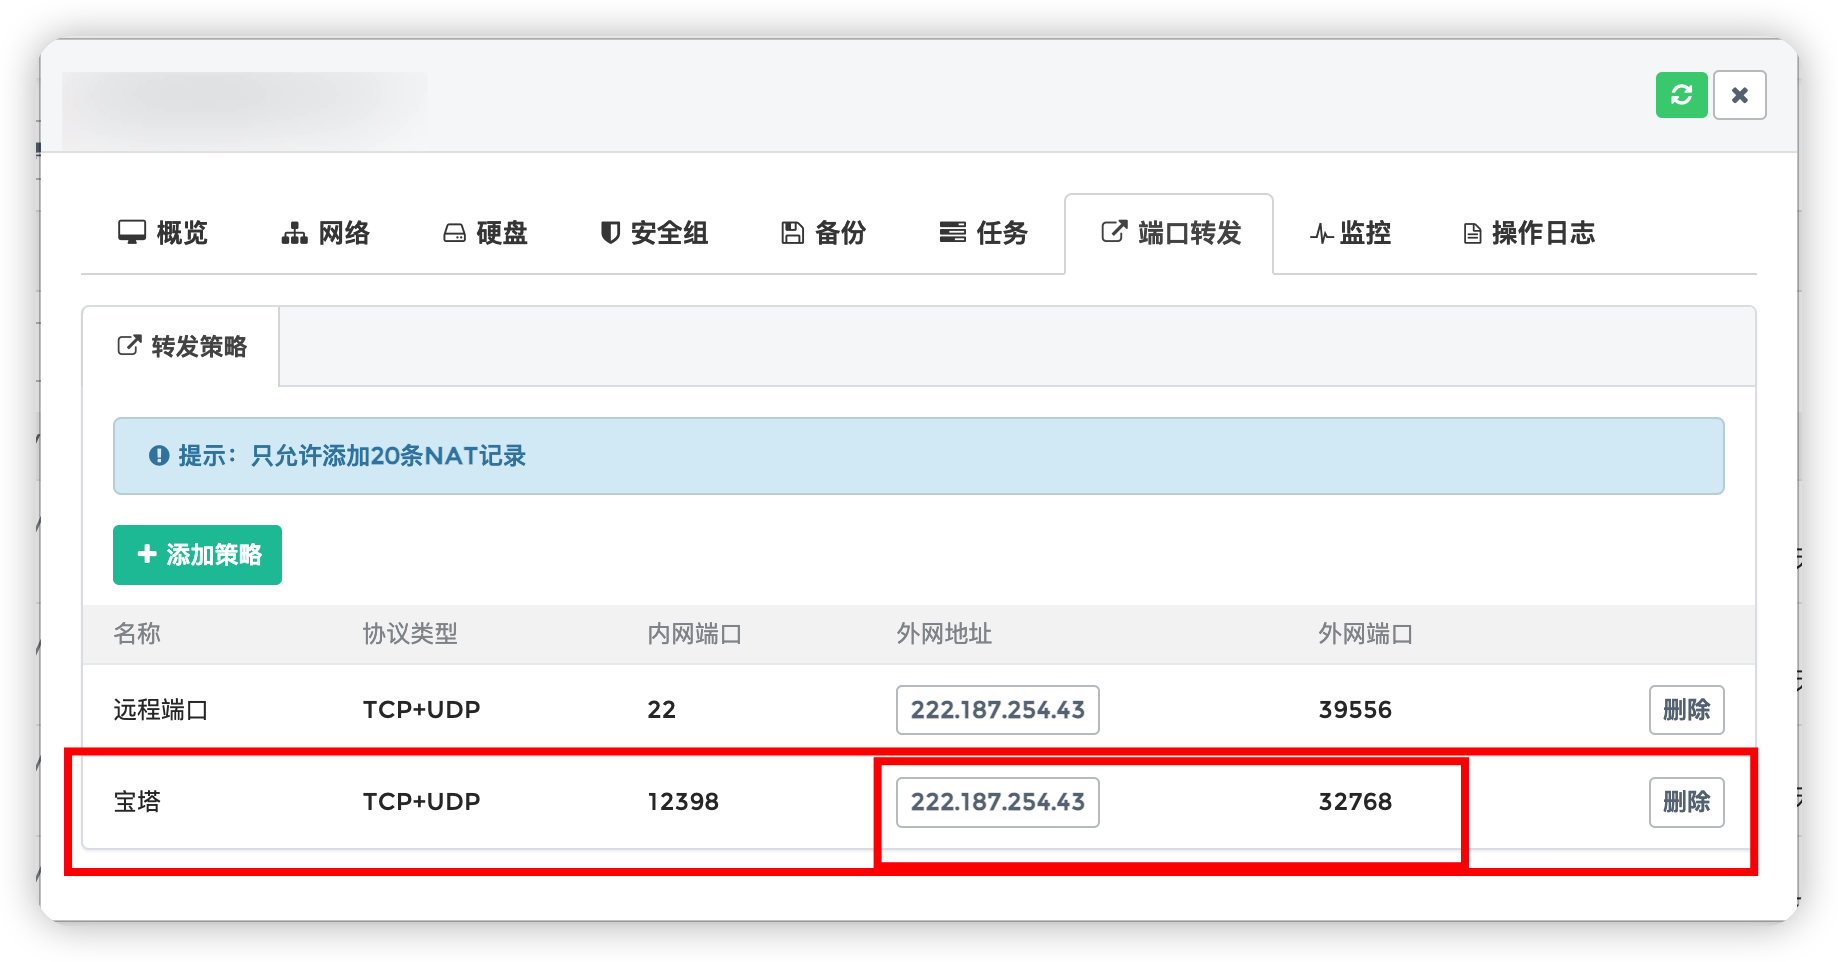 概览 网络 硬盘 安全组 备份 任务 端口转发 监控 操作日志
转发策略
提示：只允许添加20条NAT记录
添加策略
名称 协议类型 内网端口 外网地址 外网端口
远程端口 TCP+UDP 22 222.187.254.43 39556 删除
宝塔 TCP+UDP 12398 222.187.254.43 32768 删除